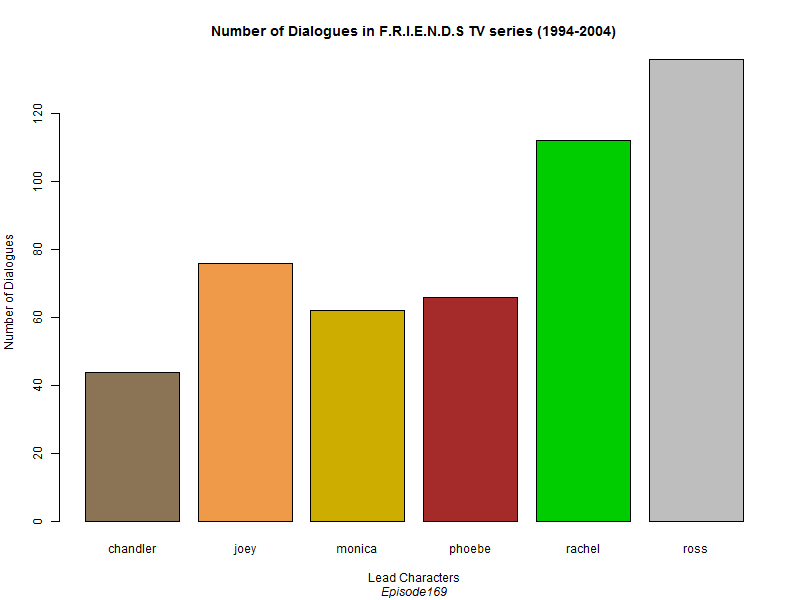 Number of Dialogues in F.R.I.E.N.D.S TV series (1994-2004)
Number of Dialogues
120
100
80
60
40
20
0
chandler joey monica phoebe rachel ross
Lead Characters
Episode169